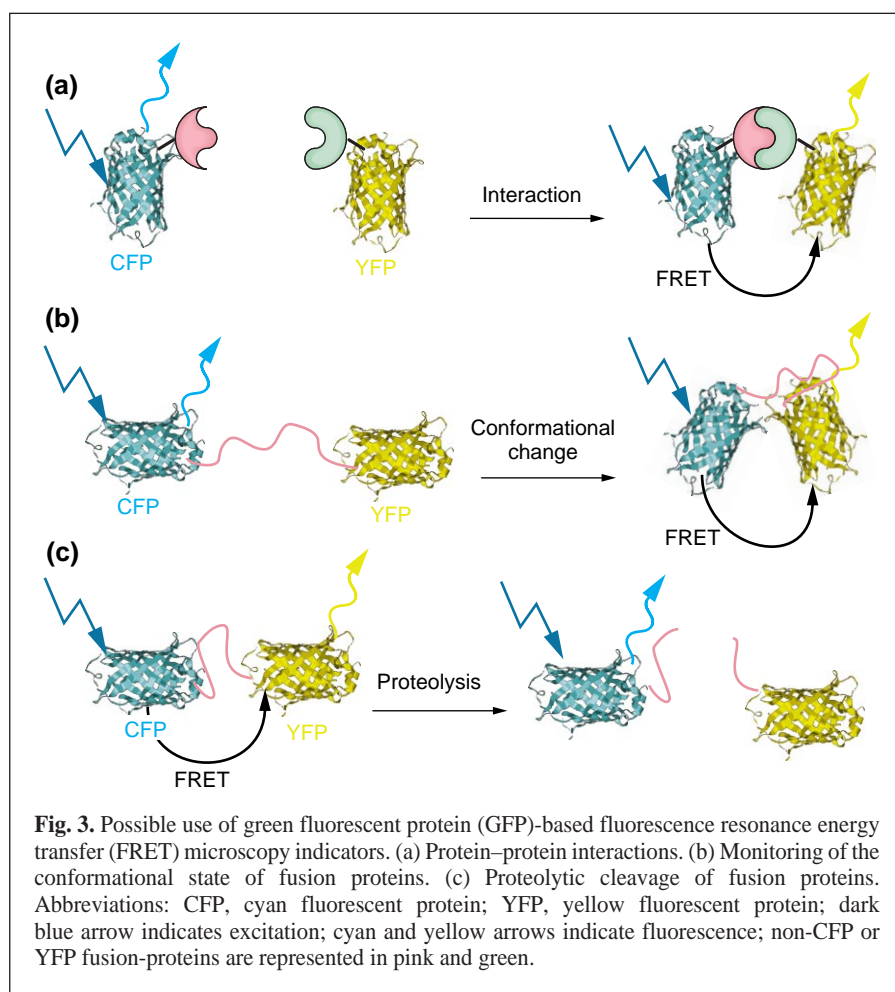 (a)
CFP
YFP
Interaction
FRET
(b)
CFP
YFP
Conformational
change
FRET
(c)
CFP
YFP
FRET
Proteolysis
Fig. 3. Possible use of green fluorescent protein (GFP)-based fluorescence resonance energy
transfer (FRET) microscopy indicators. (a) Protein–protein interactions. (b) Monitoring of the
conformational state of fusion proteins. (c) Proteolytic cleavage of fusion proteins.
Abbreviations: CFP, cyan fluorescent protein; YFP, yellow fluorescent protein; dark
blue arrow indicates excitation; cyan and yellow arrows indicate fluorescence; non-CFP or
YFP fusion-proteins are represented in pink and green.